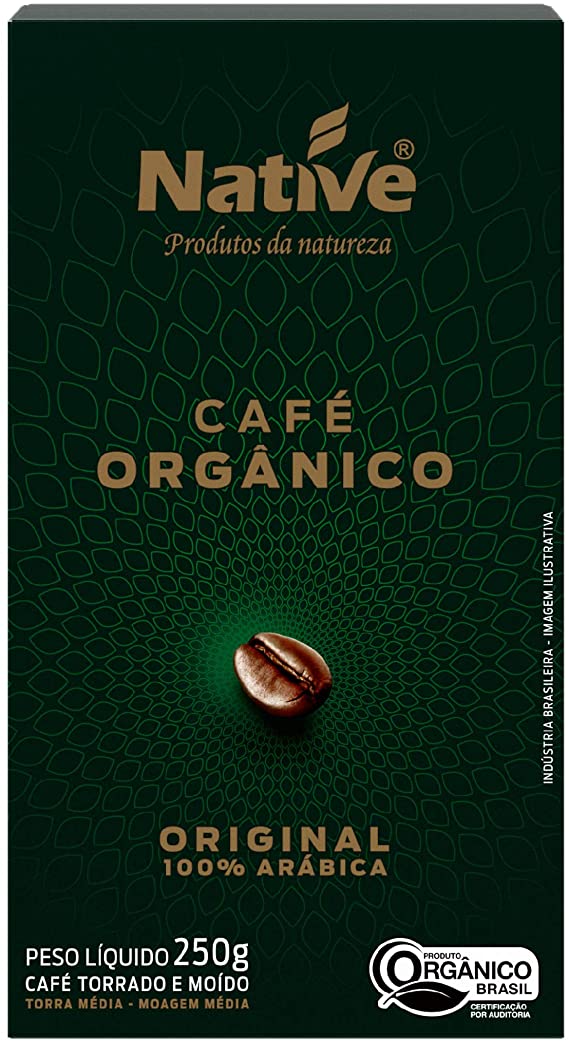 Native®
Produtos da natureza
CAFÉ
ORGÂNICO
INDÚSTRIA BRASILEIRA - IMAGEM ILUSTRATIVA
ORIGINAL
100% ARÁBICA
PESO LÍQUIDO 250g
CAFÉ TORRADO E MOÍDO
TORRA MÉDIA - MOAGEM MÉDIA
PRODUTO
ORGÂNICO
BRASIL
CERTIFICAÇÃO
POR AUDITORIA